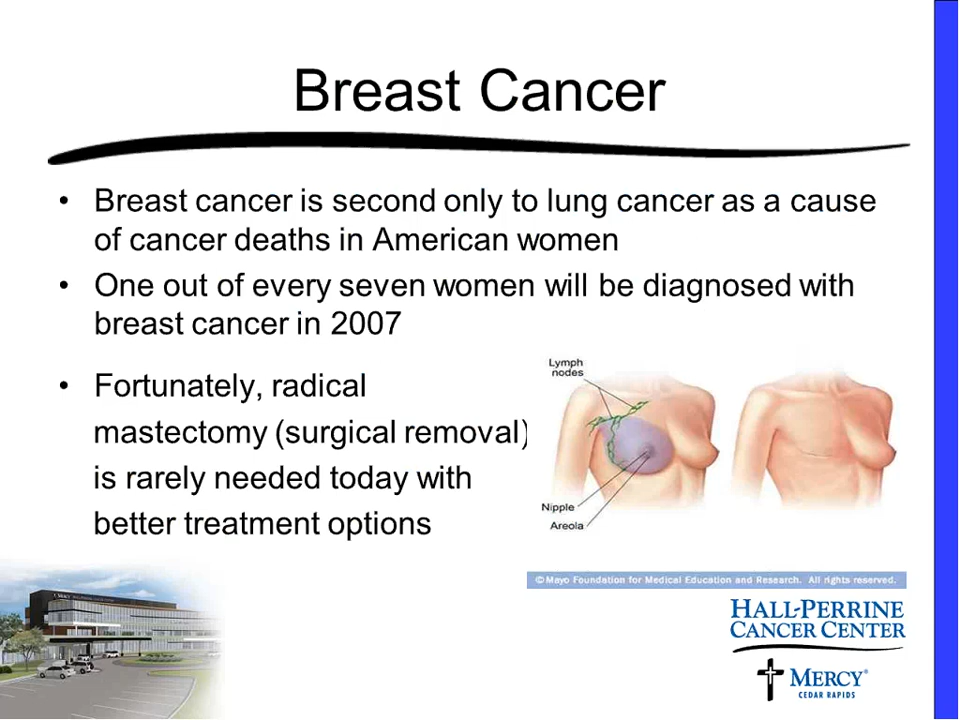 Breast Cancer
• Breast cancer is second only to lung cancer as a cause
of cancer deaths in American women
• One out of every seven women will be diagnosed with
breast cancer in 2007
• Fortunately, radical
mastectomy (surgical removal)
is rarely needed today with
better treatment options
Lymph
nodes
Nipple
Areola
© Mayo Foundation for Medical Education and Research. All rights reserved.
HALL-PERRINE
CANCER CENTER
MERCY®
CEDAR RAPIDS